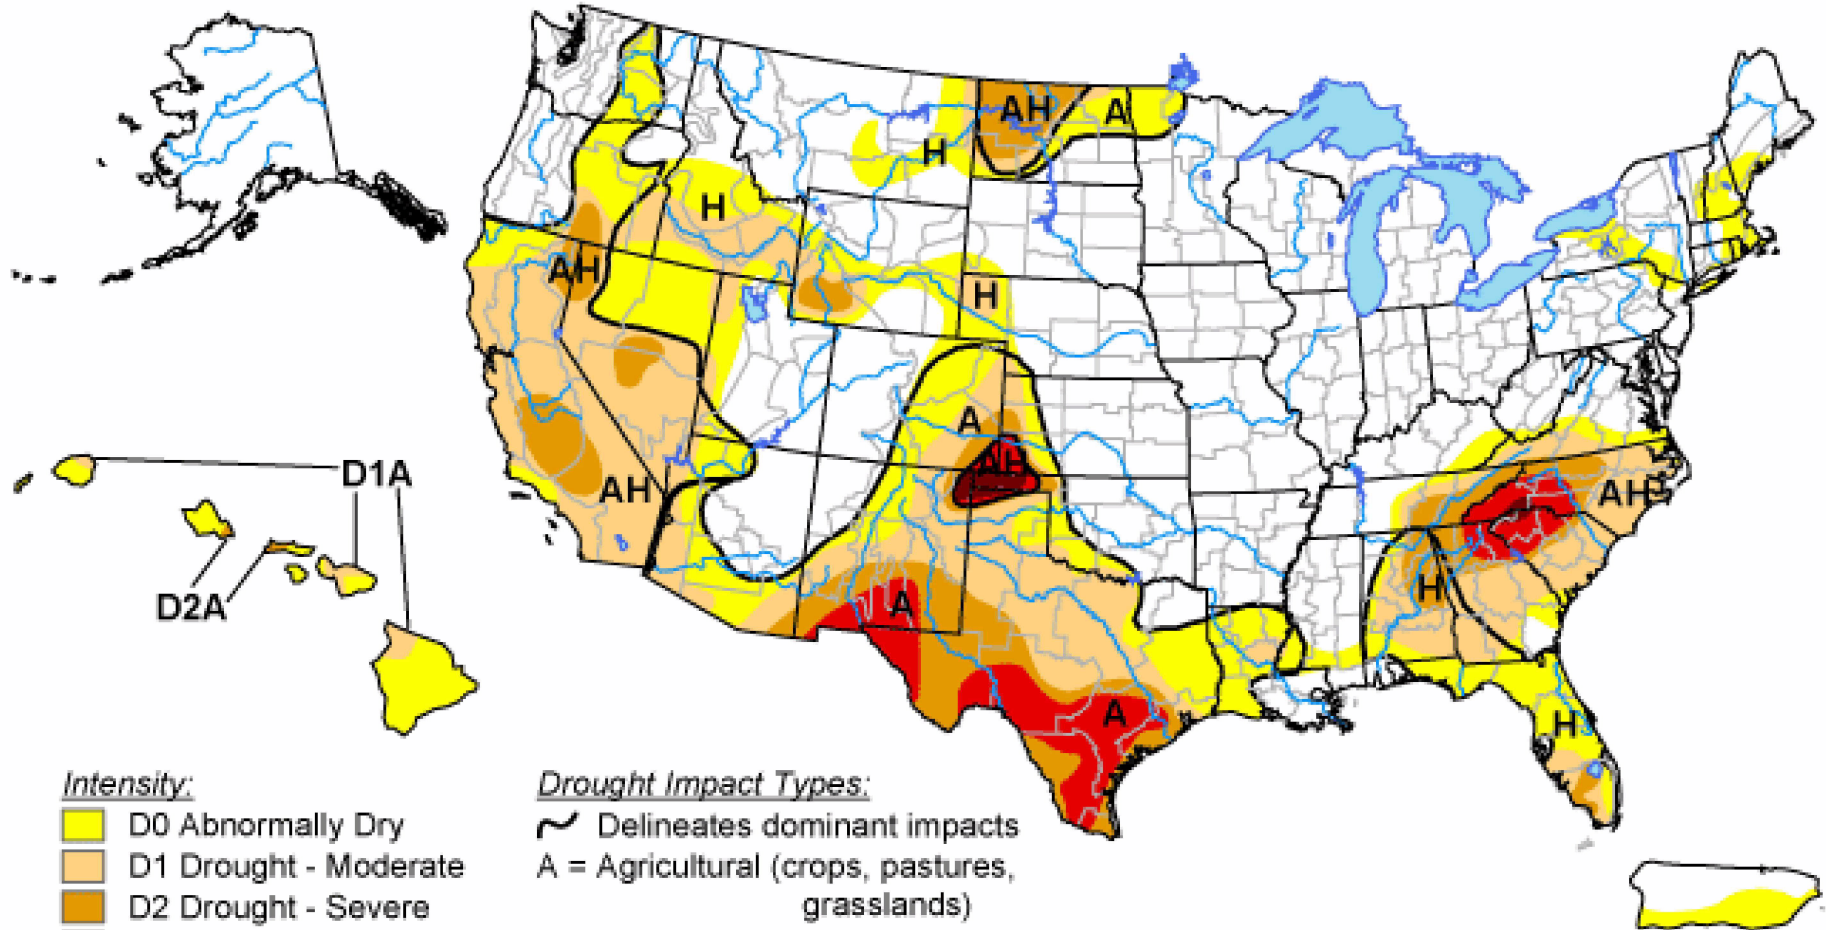 AH
A
H
H
AH
H
A
AH
D1A
AH
AH
D2A
A
H
A
H
Intensity:
D0 Abnormally Dry
D1 Drought - Moderate
D2 Drought - Severe
Drought Impact Types:
Delineates dominant impacts
A = Agricultural (crops, pastures,
grasslands)